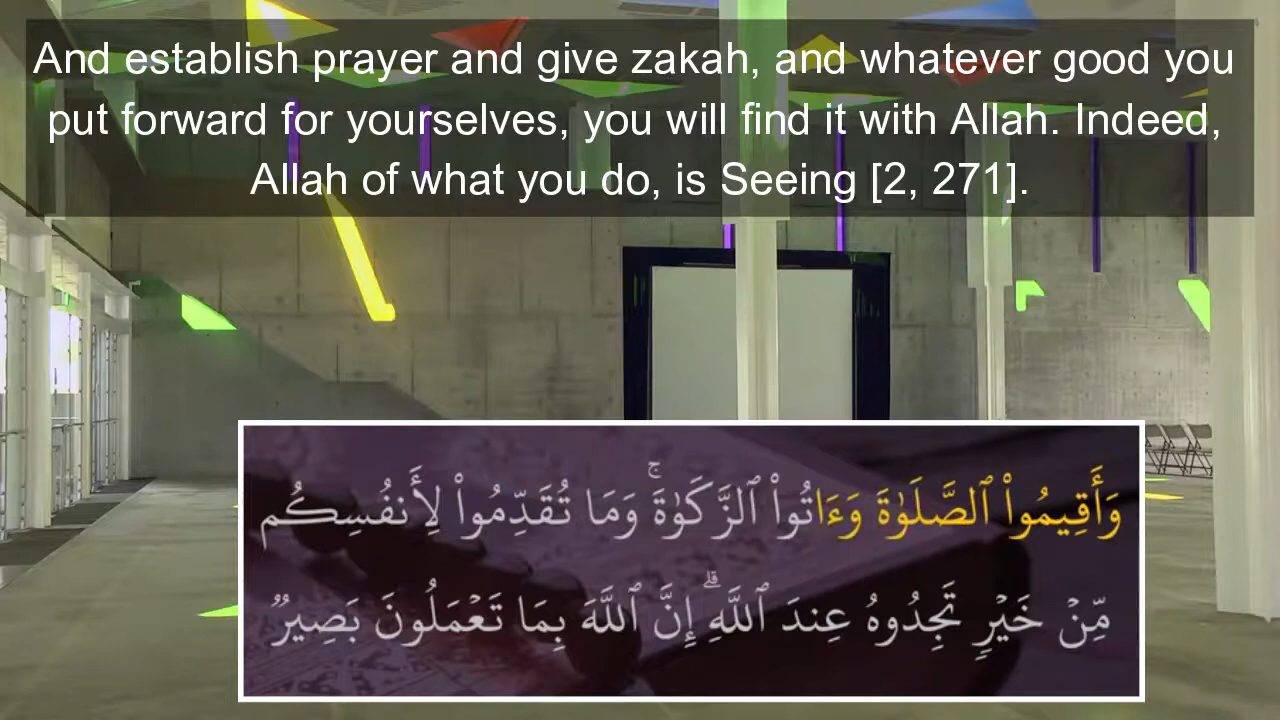 And establish prayer and give zakah, and whatever good you
put forward for yourselves, you will find it with Allah. Indeed,
Allah of what you do, is Seeing [2, 271].
وَأَقِيمُوا۟ ٱلصَّلَوٰةَ وَءَاتُوا۟ ٱلزَّكَوٰةَ ۚ وَمَا تُقَدِّمُوا۟ لِأَنفُسِكُم
مِّنْ خَيْرٍ تَجِدُوهُ عِندَ ٱللَّهِ ۗ إِنَّ ٱللَّهَ بِمَا تَعْمَلُونَ بَصِيرٌ